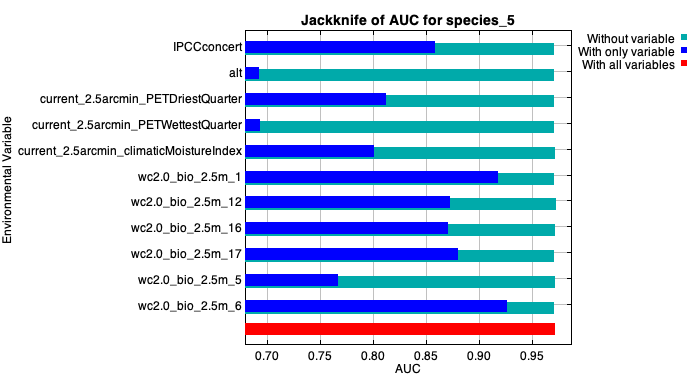 Jackknife of AUC for species_5
Without variable
With only variable
With all variables
Environmental Variable
IPCCconcert
alt
current_2.5arcmin_PETDriestQuarter
current_2.5arcmin_PETWettestQuarter
current_2.5arcmin_climaticMoistureIndex
wc2.0_bio_2.5m_1
wc2.0_bio_2.5m_12
wc2.0_bio_2.5m_16
wc2.0_bio_2.5m_17
wc2.0_bio_2.5m_5
wc2.0_bio_2.5m_6
0.70 0.75 0.80 0.85 0.90 0.95
AUC